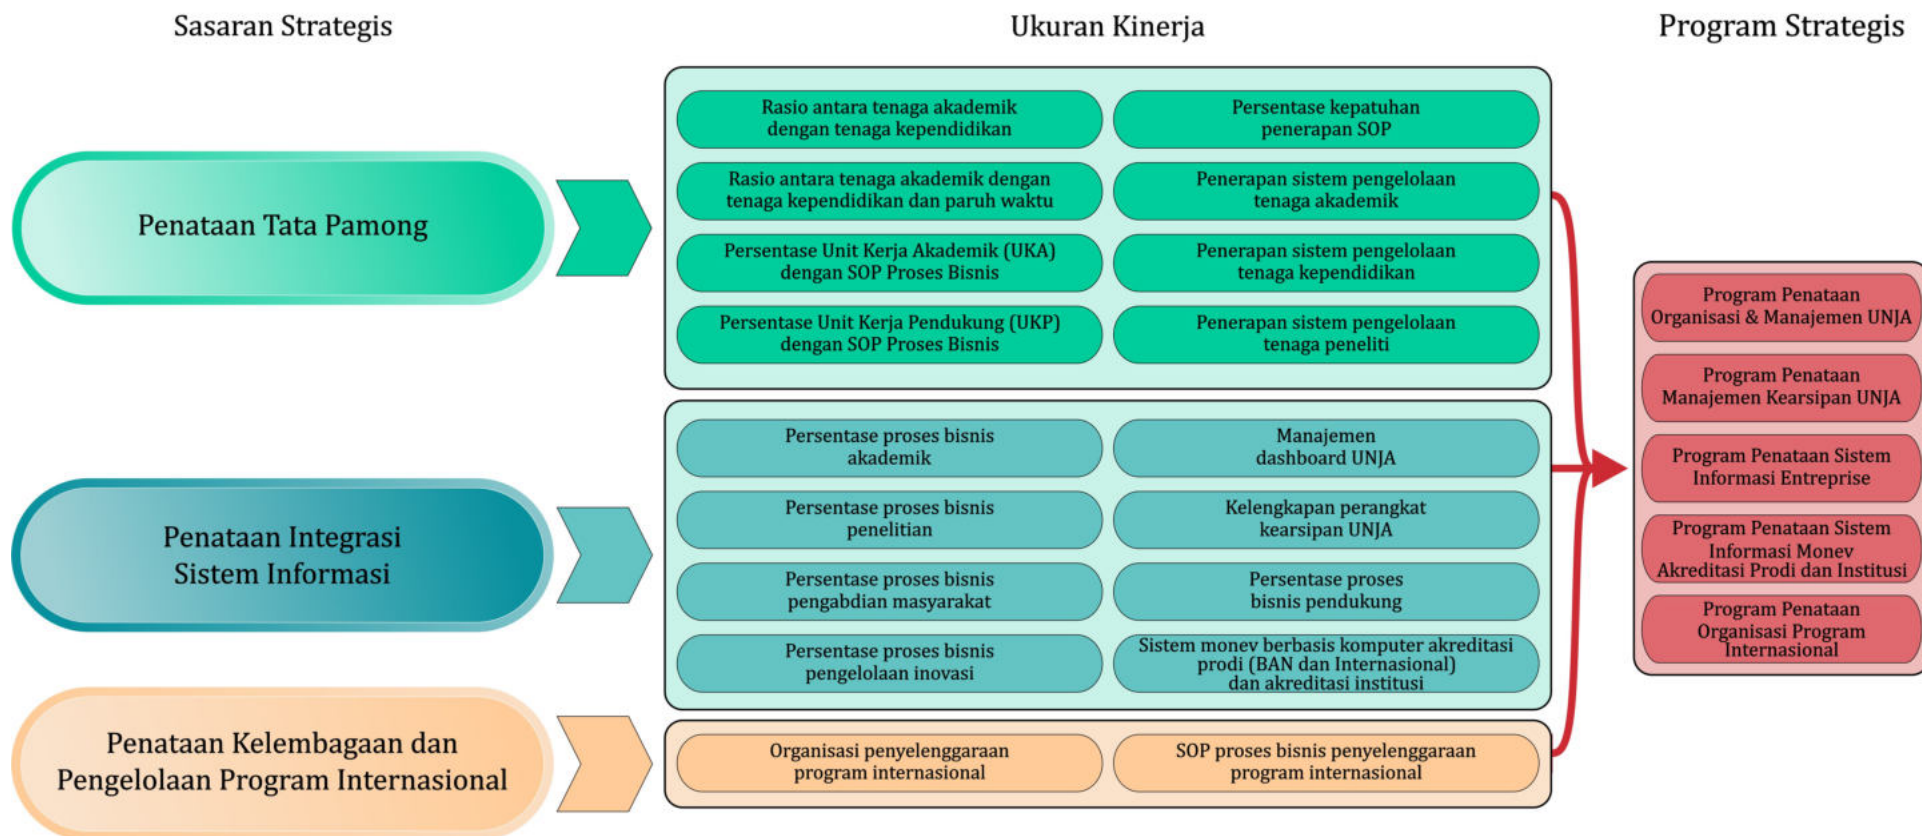 Sasaran Strategis
Ukuran Kinerja
Program Strategis
Penataan Tata Pamong
Rasio antara tenaga akademik
dengan tenaga kependidikan
Persentase kepatuhan
penerapan SOP
Rasio antara tenaga akademik dengan
tenaga kependidikan dan paruh waktu
Penerapan sistem pengelolaan
tenaga akademik
Persentase Unit Kerja Akademik (UKA)
dengan SOP Proses Bisnis
Penerapan sistem pengelolaan
tenaga kependidikan
Persentase Unit Kerja Pendukung (UKP)
dengan SOP Proses Bisnis
Penerapan sistem pengelolaan
tenaga peneliti
Penataan Integrasi
Sistem Informasi
Persentase proses bisnis
akademik
Manajemen
dashboard UNJA
Persentase proses bisnis
penelitian
Kelengkapan perangkat
kearsipan UNJA
Persentase proses bisnis
pengabdian masyarakat
Persentase proses
bisnis pendukung
Persentase proses bisnis
pengelolaan inovasi
Sistem monev berbasis komputer akreditasi
prodi (BAN dan Internasional)
dan akreditasi institusi
Penataan Kelembagaan dan
Pengelolaan Program Internasional
Organisasi penyelenggaraan
program internasional
SOP proses bisnis penyelenggaraan
program internasional
Program Penataan
Organisasi & Manajemen UNJA
Program Penataan
Manajemen Kearsipan UNJA
Program Penataan Sistem
Informasi Entreprise
Program Penataan Sistem
Informasi Monev
Akreditasi Prodi dan Institusi
Program Penataan
Organisasi Program
Internasional